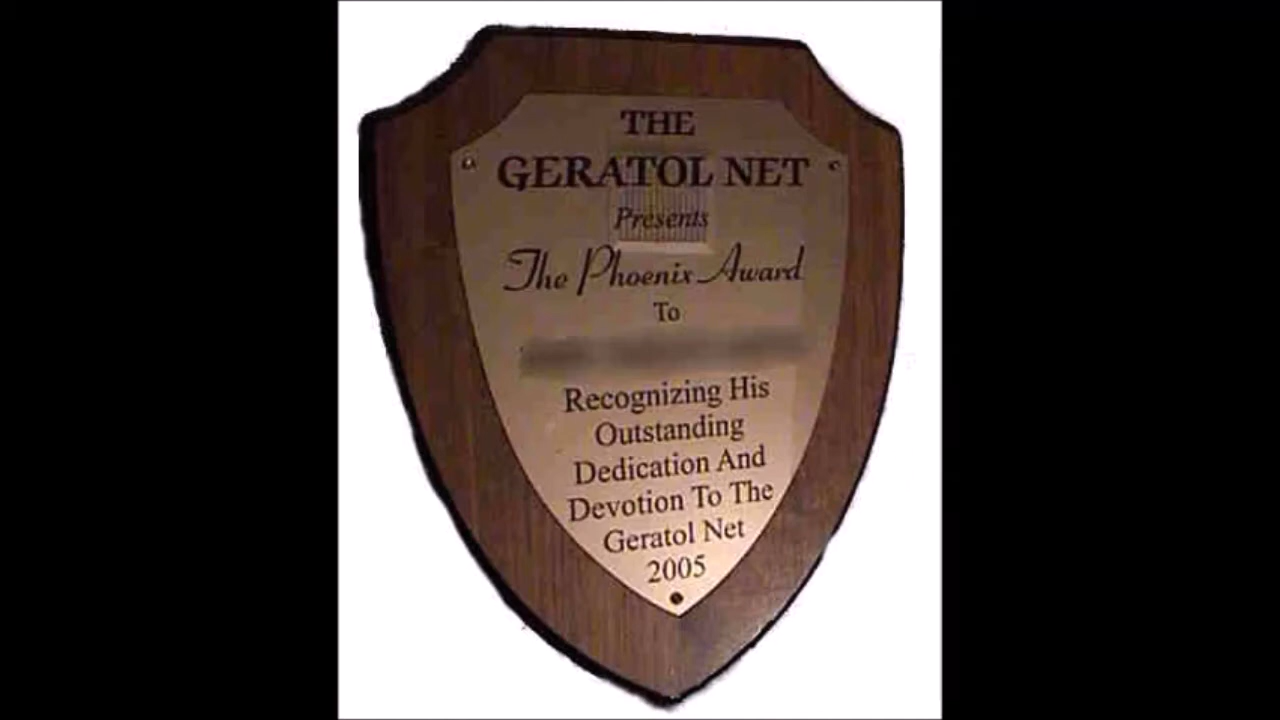 THE
GERATOL NET
Presents
The Phoenix Award
To
Recognizing His
Outstanding
Dedication And
Devotion To The
Geratol Net
2005